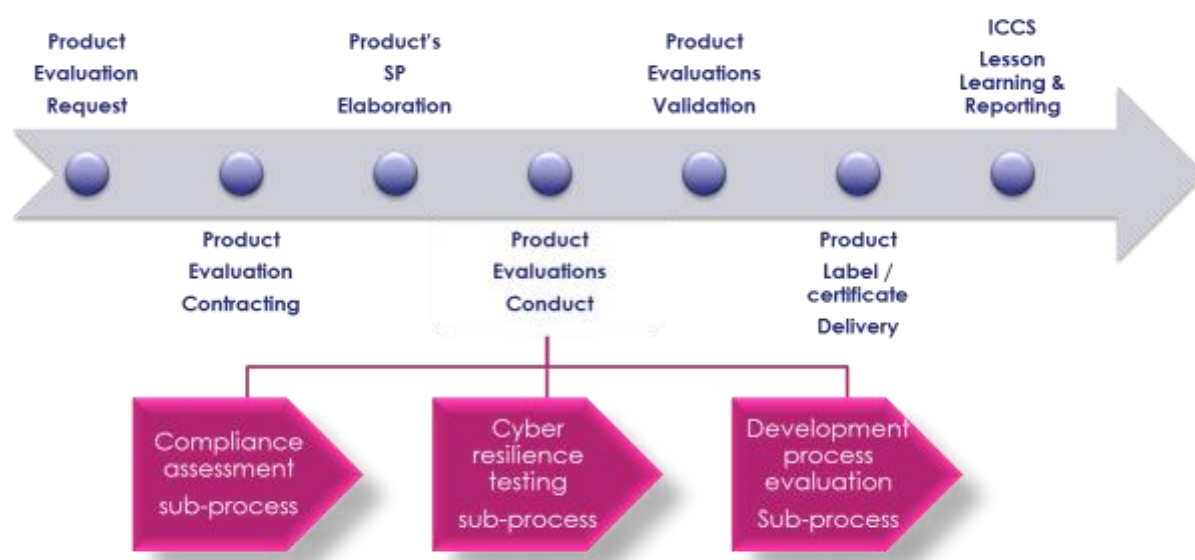 Product
Evaluation
Request
Product's
SP
Elaboration
Product
Evaluations
Validation
ICCS
Lesson
Learning &
Reporting
Product
Evaluation
Contracting
Product
Evaluations
Conduct
Product
Label /
certificate
Delivery
Compliance
assessment
sub-process
Cyber
resilience
testing
sub-process
Development
process
evaluation
Sub-process